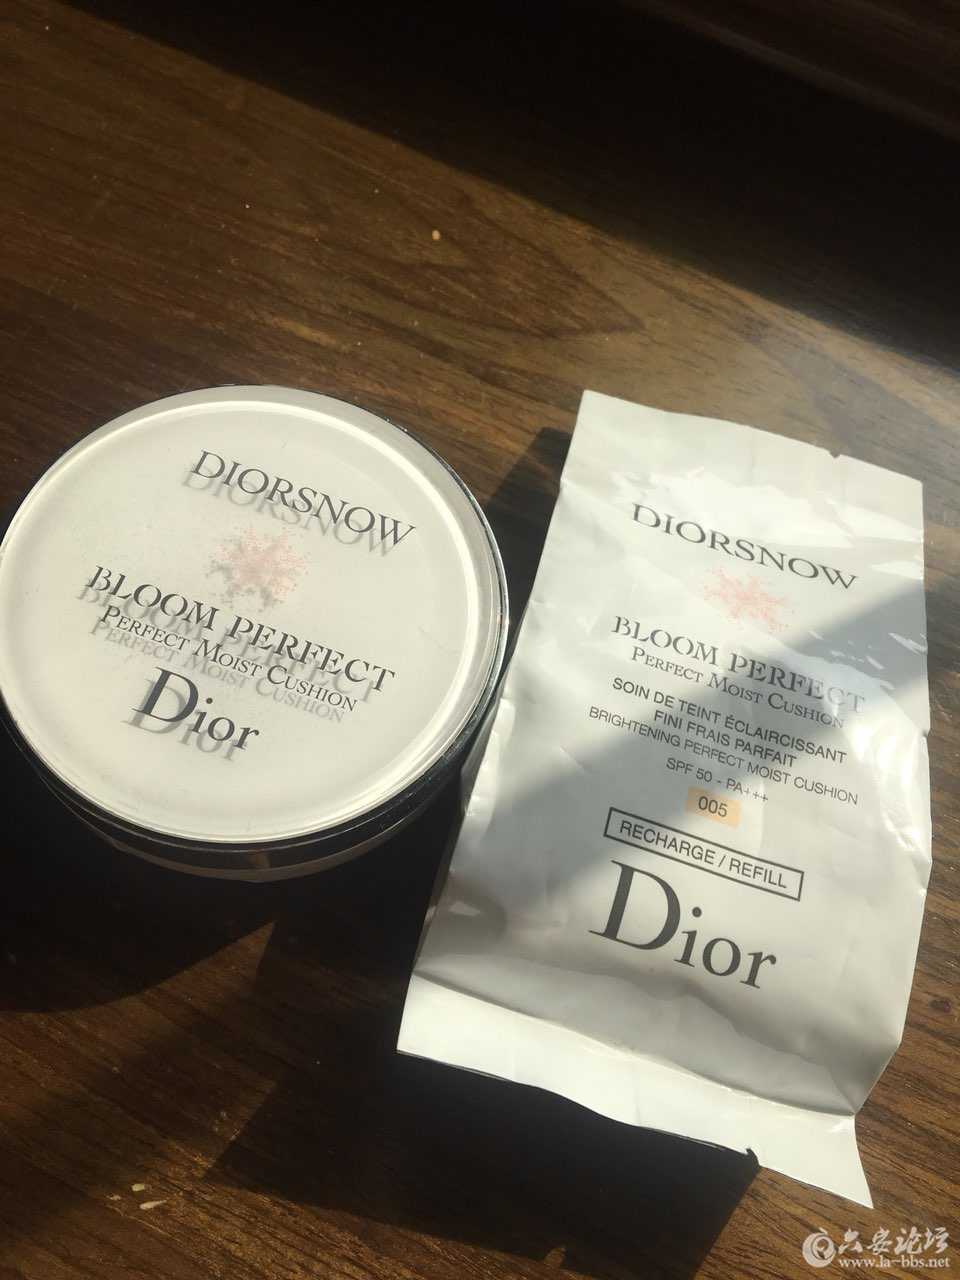 DIORSNOW
BLOOM PERFECT
PERFECT MOIST CUSHION
Dior
DIORSNOW
BLOOM PERFECT
PERFECT MOIST CUSHION
SOIN DE TEINT ÉCLAIRCISSANT
FINI FRAIS PARFAIT
BRIGHTENING PERFECT MOIST CUSHION
SPF 50 - PA+++
005
RECHARGE / REFILL
Dior
六安论坛
www.la-bbs.net